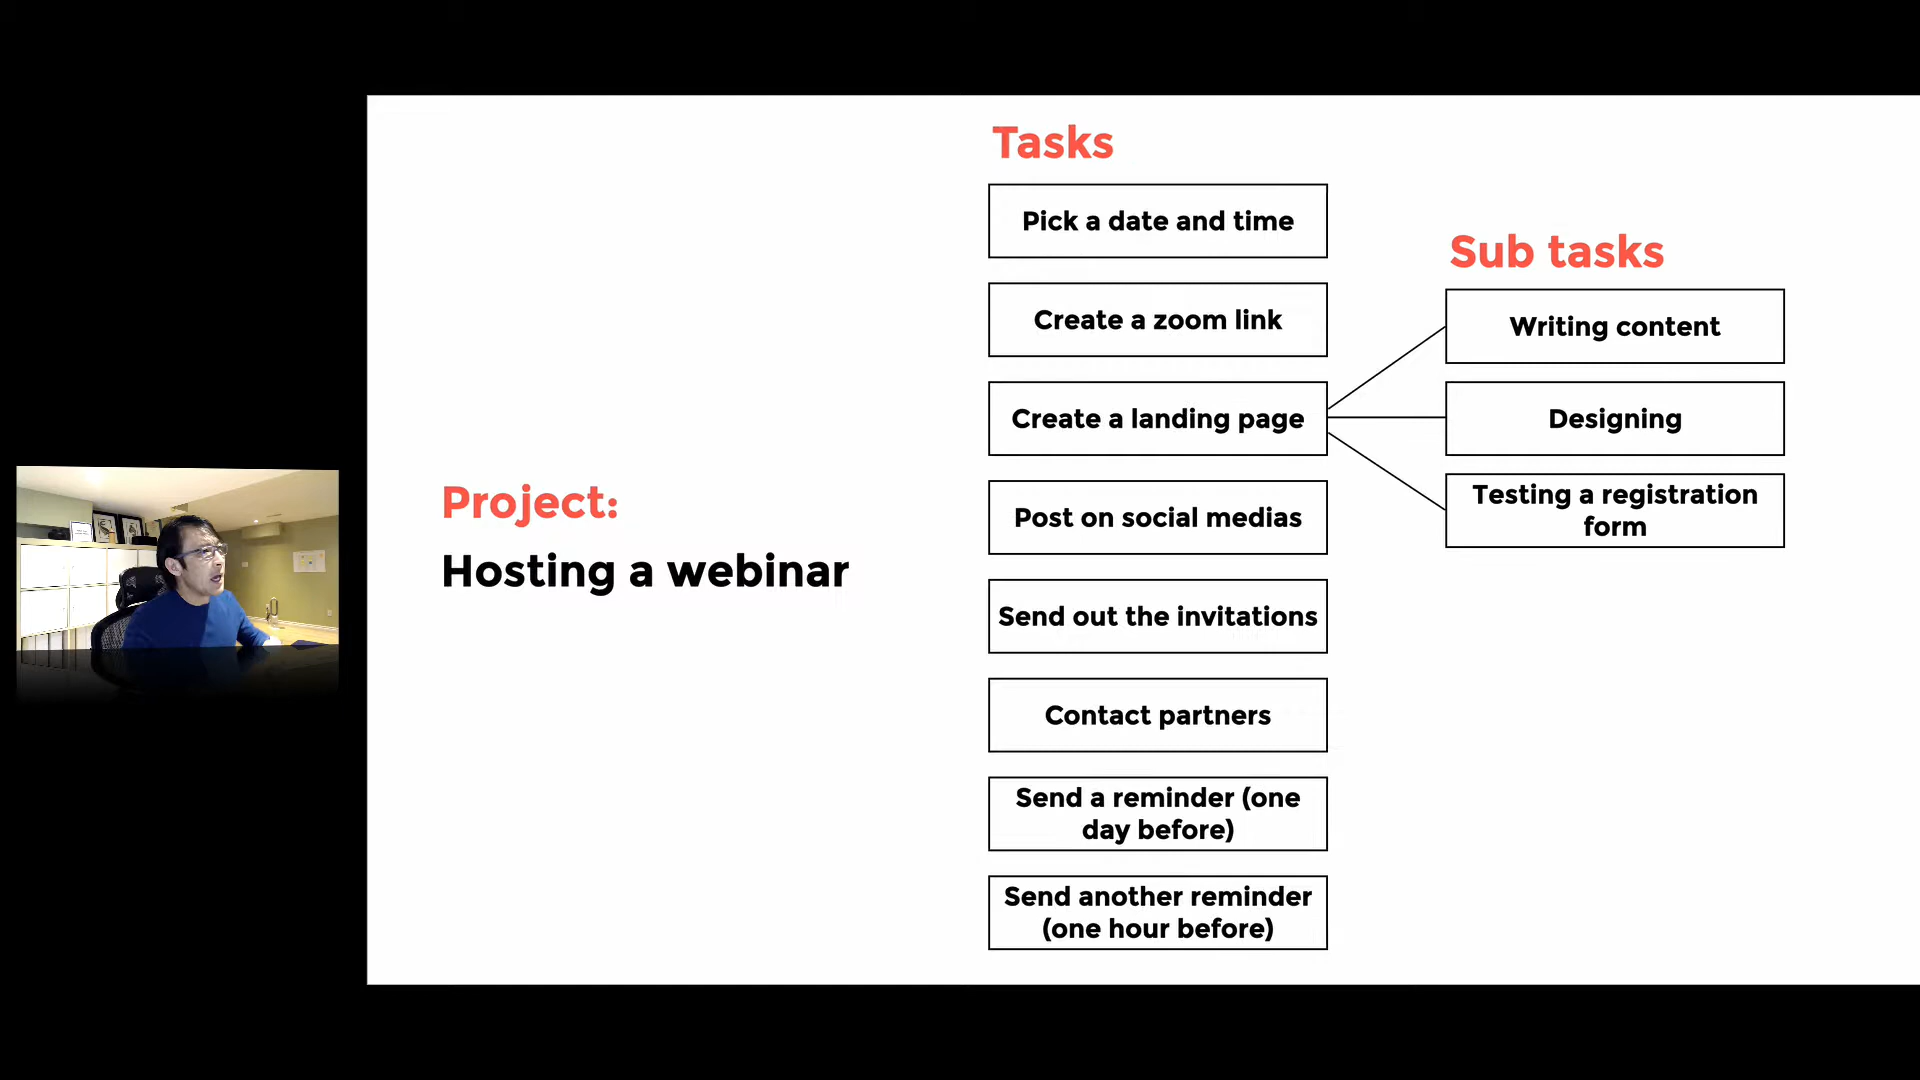 Project:
Hosting a webinar
Tasks
Pick a date and time
Create a zoom link
Create a landing page
Post on social medias
Send out the invitations
Contact partners
Send a reminder (one
day before)
Send another reminder
(one hour before)
Sub tasks
Writing content
Designing
Testing a registration
form